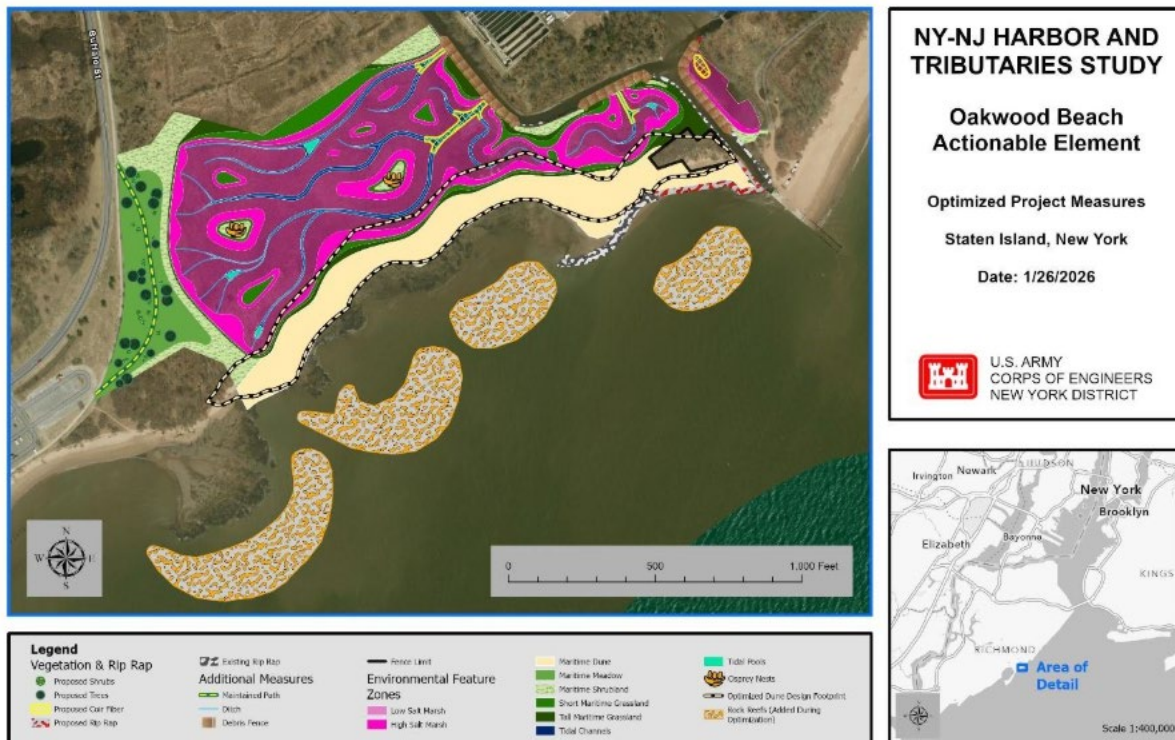 Buffalo St
N
W E
S
0 500 1,000 Feet
NY-NJ HARBOR AND
TRIBUTARIES STUDY
Oakwood Beach
Actionable Element
Optimized Project Measures
Staten Island, New York
Date: 1/26/2026
U.S. ARMY
CORPS OF ENGINEERS
NEW YORK DISTRICT
Legend
Vegetation & Rip Rap
Proposed Shrubs
Proposed Trees
Proposed Coir Fiber
Proposed Rip Rap
Existing Rip Rap
Additional Measures
Maintained Path
Ditch
Debris Fence
Fence Limit
Environmental Feature
Zones
Low Salt Marsh
High Salt Marsh
Maritime Dune
Maritime Meadow
Maritime Shrubland
Short Maritime Grassland
Tall Maritime Grassland
Tidal Channels
Tidal Pools
Osprey Nests
Optimized Dune Design Footprint
Rock Reefs (Added During
Optimization)
HUDSON
Irvington Newark
New York
Brooklyn
Bayonne
Elizabeth
KINGS
RICHMOND
Area of
Detail
Scale 1:400,000